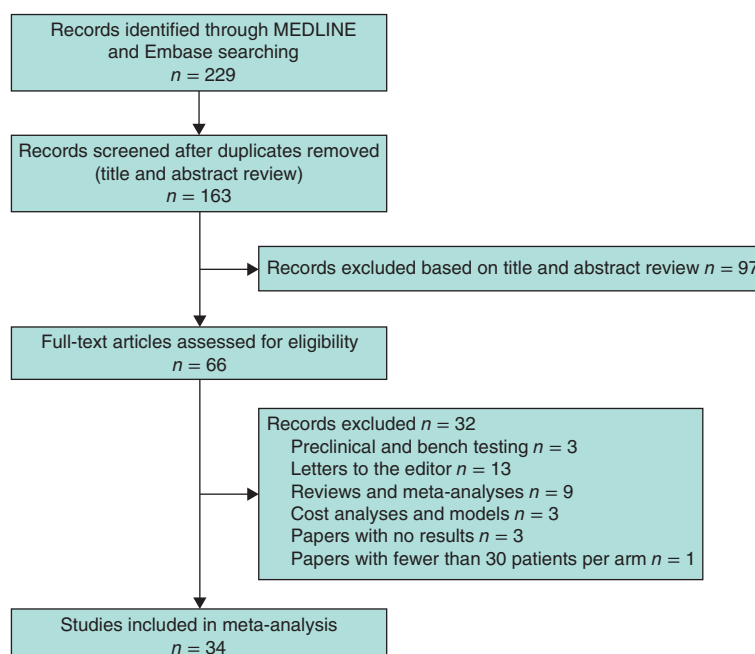 Records identified through MEDLINE
and Embase searching
n = 229
Records screened after duplicates removed
(title and abstract review)
n = 163
Records excluded based on title and abstract review n = 97
Full-text articles assessed for eligibility
n = 66
Records excluded n = 32
Preclinical and bench testing n = 3
Letters to the editor n = 13
Reviews and meta-analyses n = 9
Cost analyses and models n = 3
Papers with no results n = 3
Papers with fewer than 30 patients per arm n = 1
Studies included in meta-analysis
n = 34